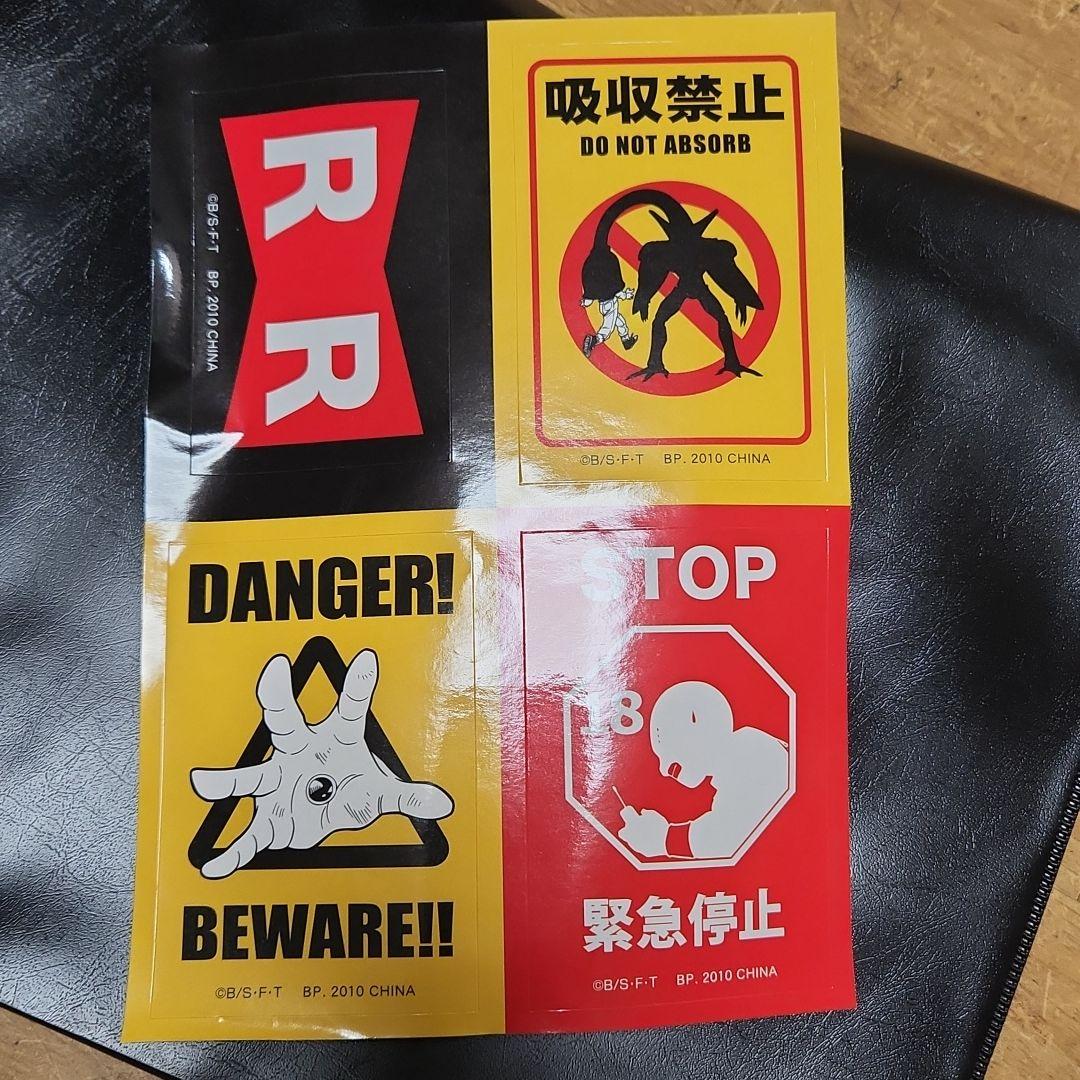 RR
©B/S・F・T BP. 2010 CHINA
吸収禁止
DO NOT ABSORB
©B/S・F・T BP. 2010 CHINA
DANGER!
BEWARE!!
©B/S・F・T BP. 2010 CHINA
STOP
18
緊急停止
©B/S・F・T BP. 2010 CHINA